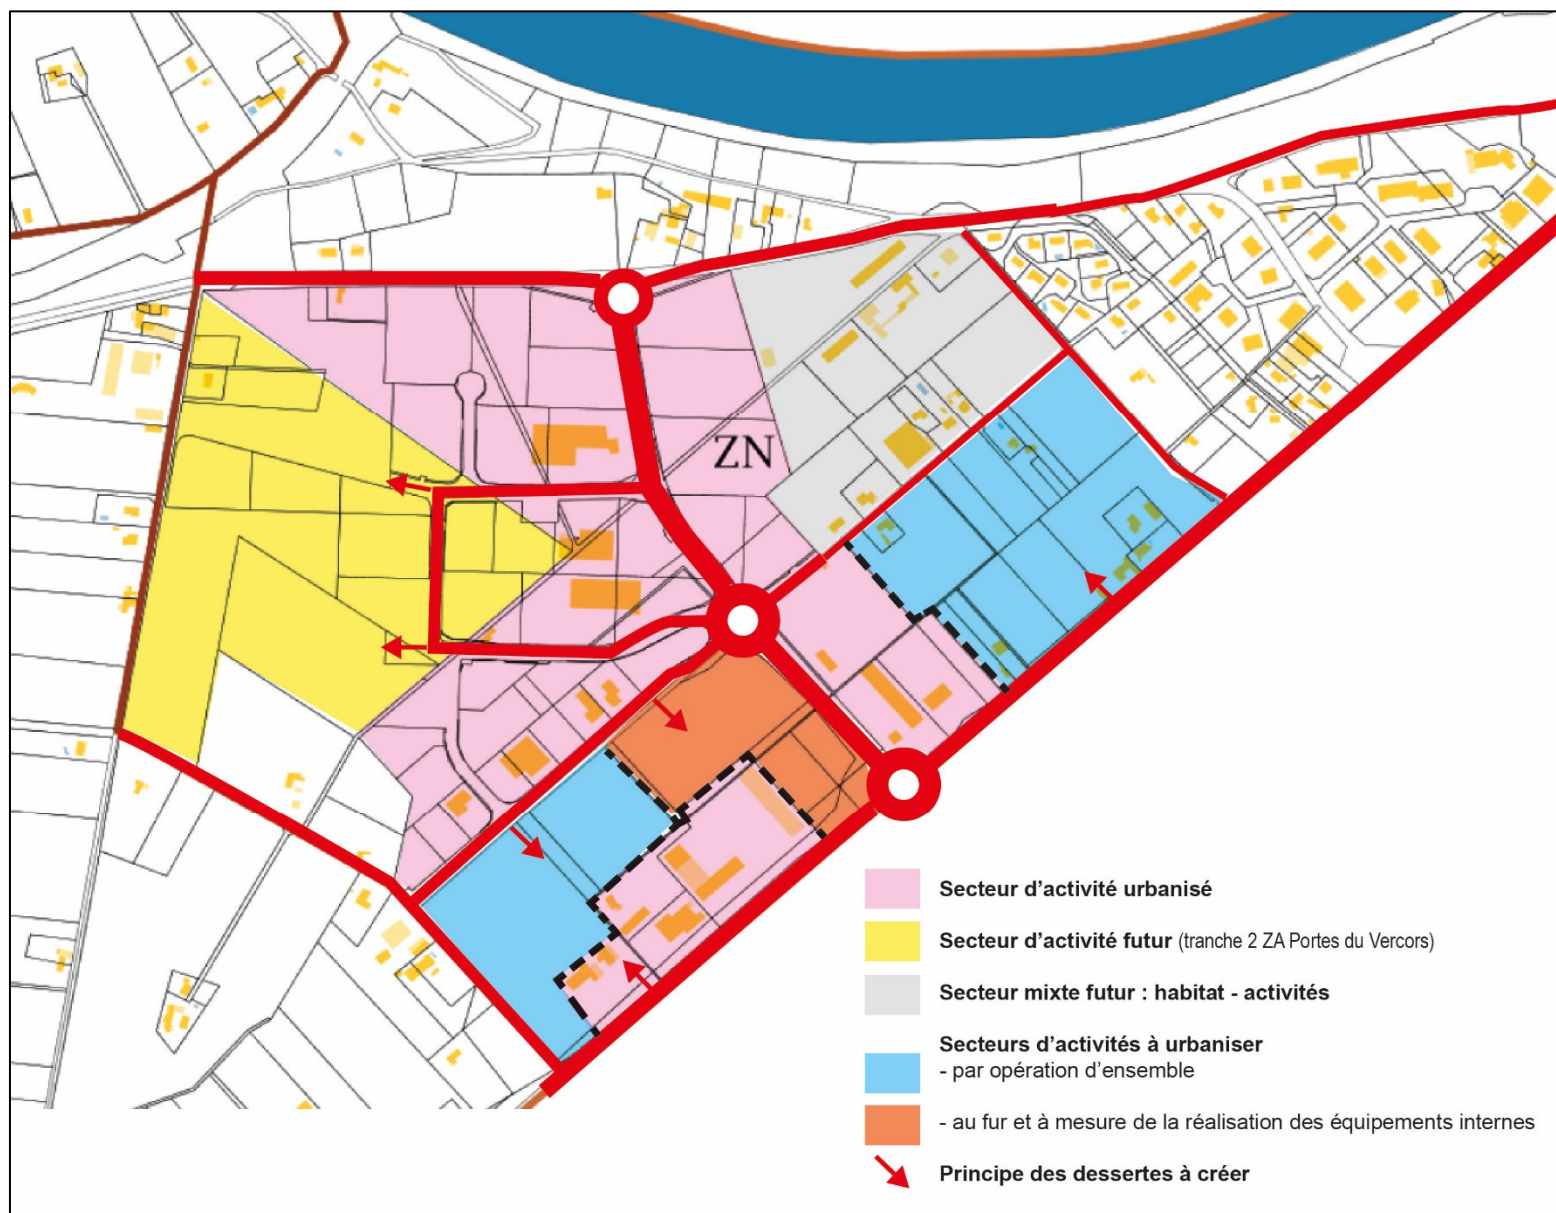 ZN
Secteur d’activité urbanisé
Secteur d’activité futur (tranche 2 ZA Portes du Vercors)
Secteur mixte futur : habitat - activités
Secteurs d’activités à urbaniser
- par opération d’ensemble
- au fur et à mesure de la réalisation des équipements internes
Principe des dessertes à créer